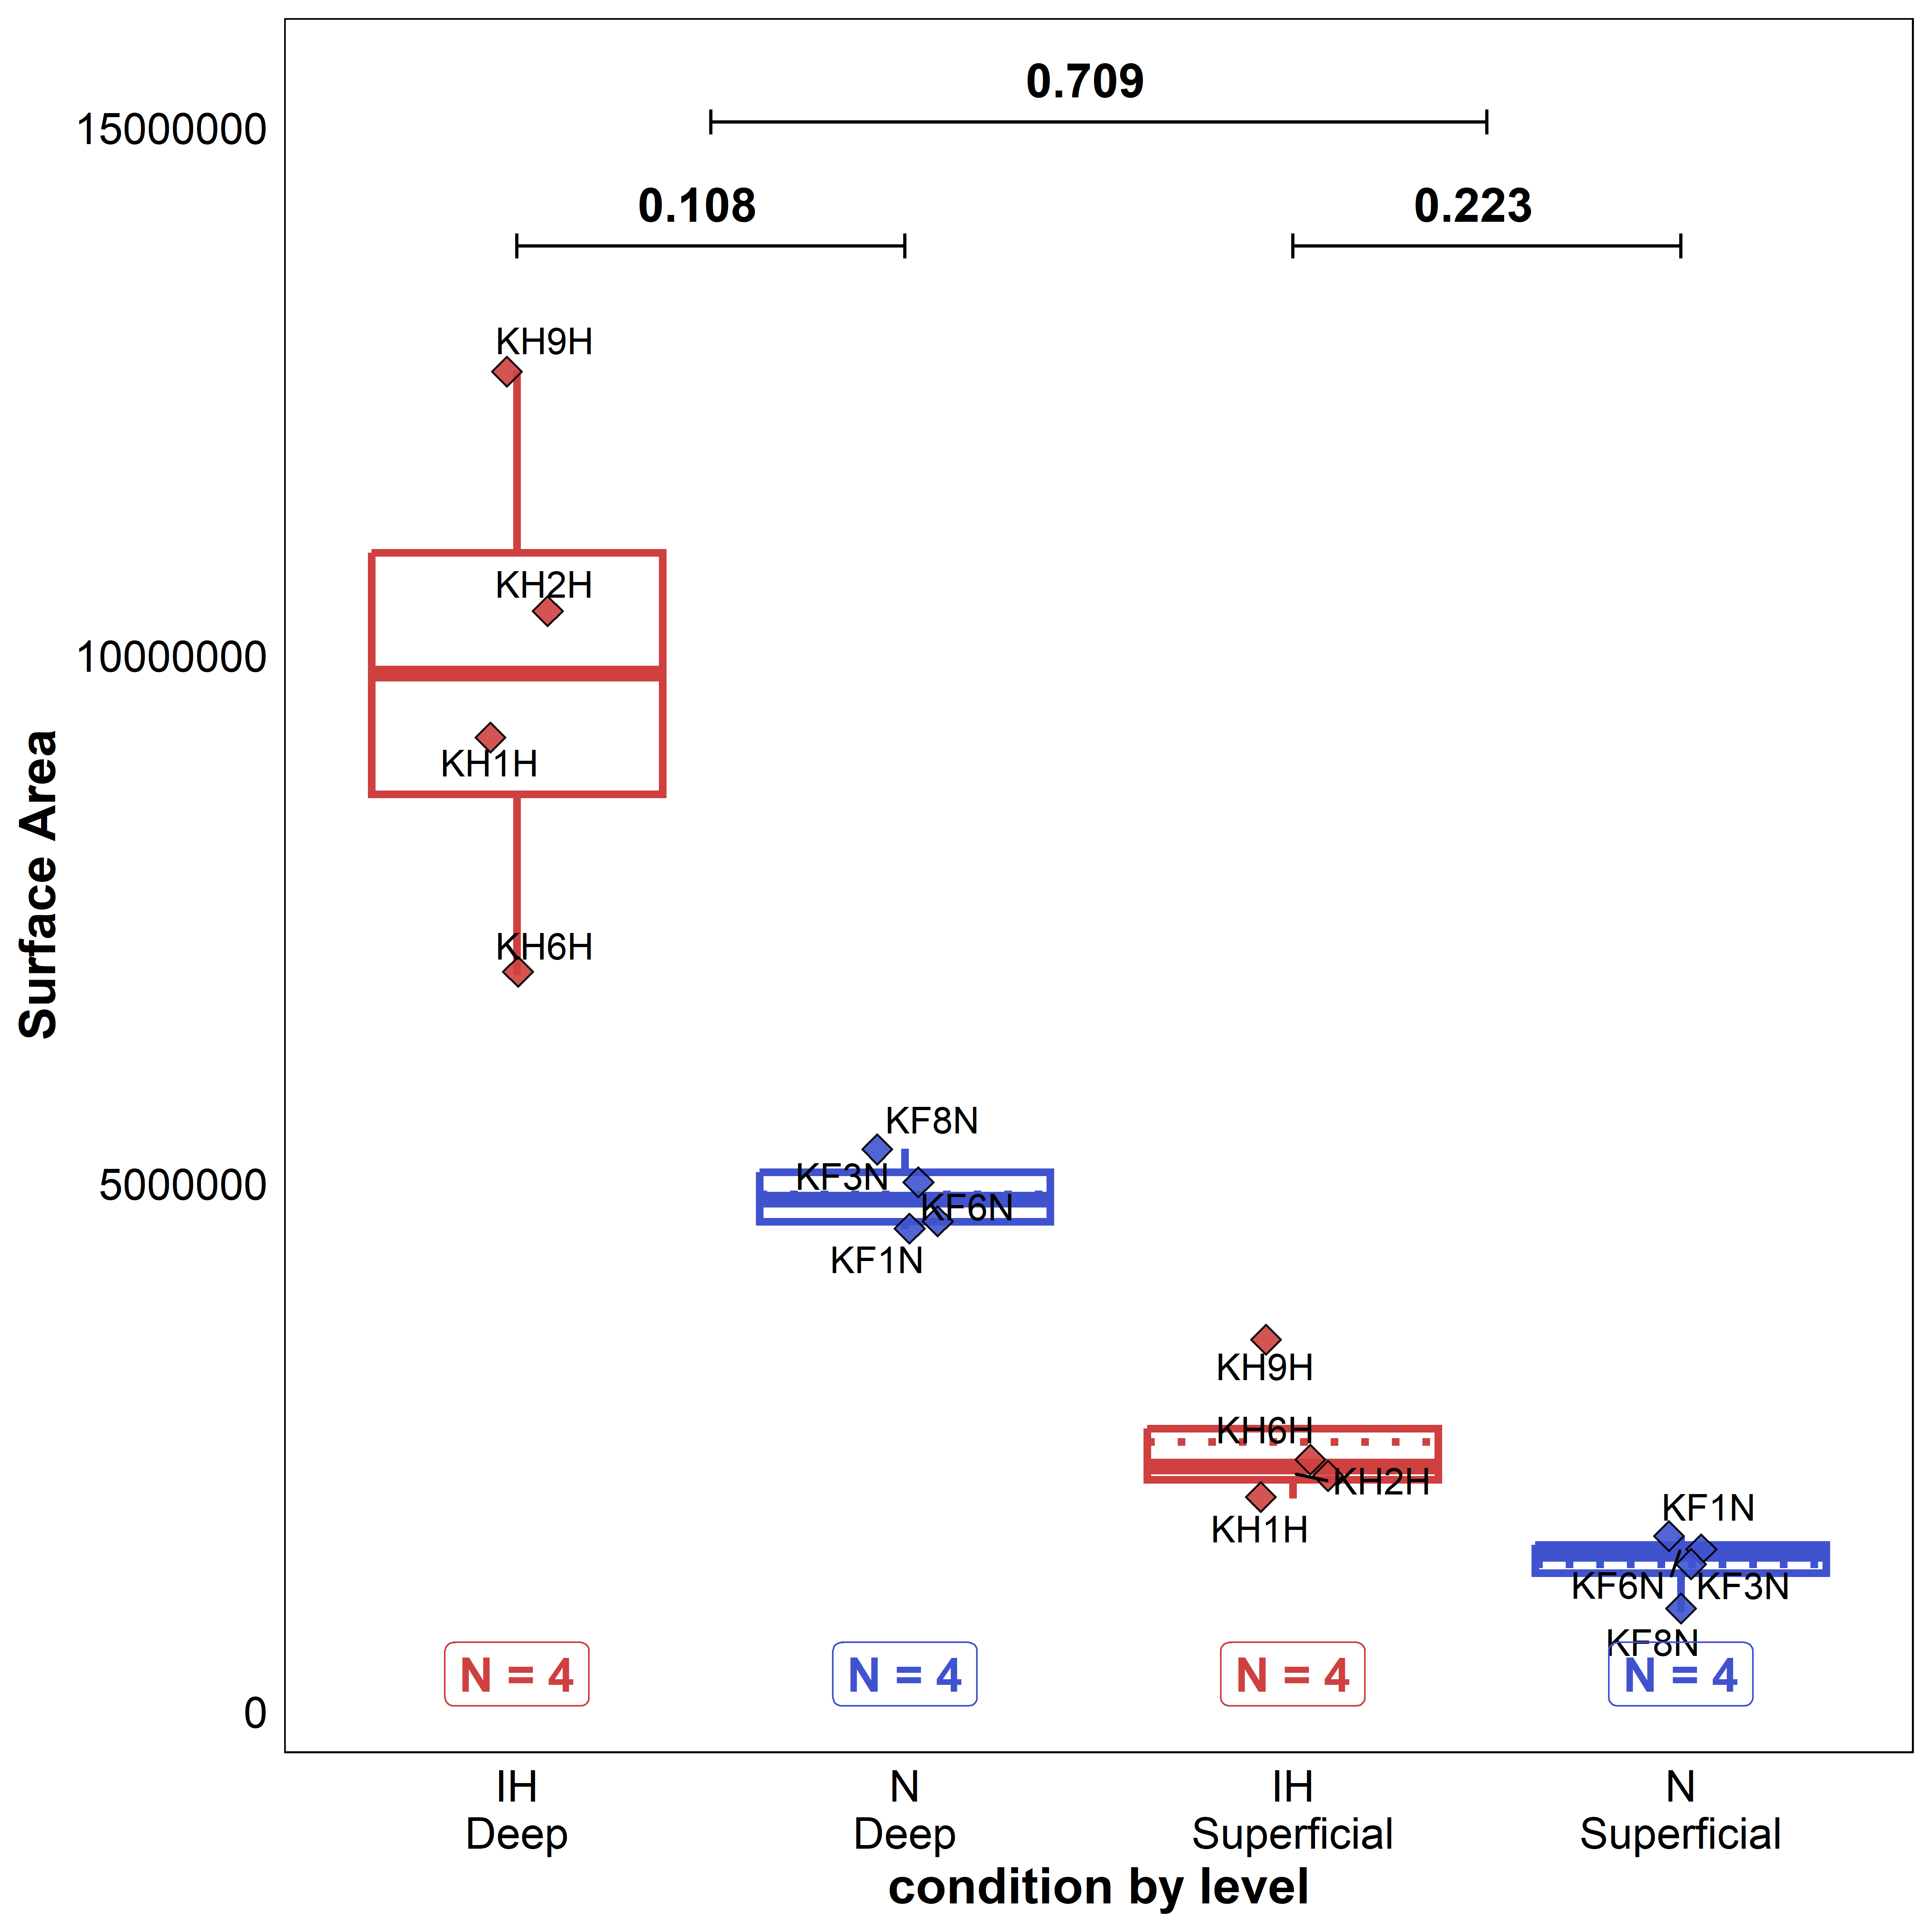 0.709
15000000
0.108
0.223
KH9H
KH2H
10000000
KH1H
KH6H
Surface Area
KF8N
KF3N
5000000
KF6N
KF1N
KH9H
KH6H
KH2H
KH1H
KF1N
KF6N
KF3N
KF8N
N = 4
N = 4
N = 4
N = 4
0
IH
Deep
N
Deep
IH
Superficial
N
Superficial
condition by level